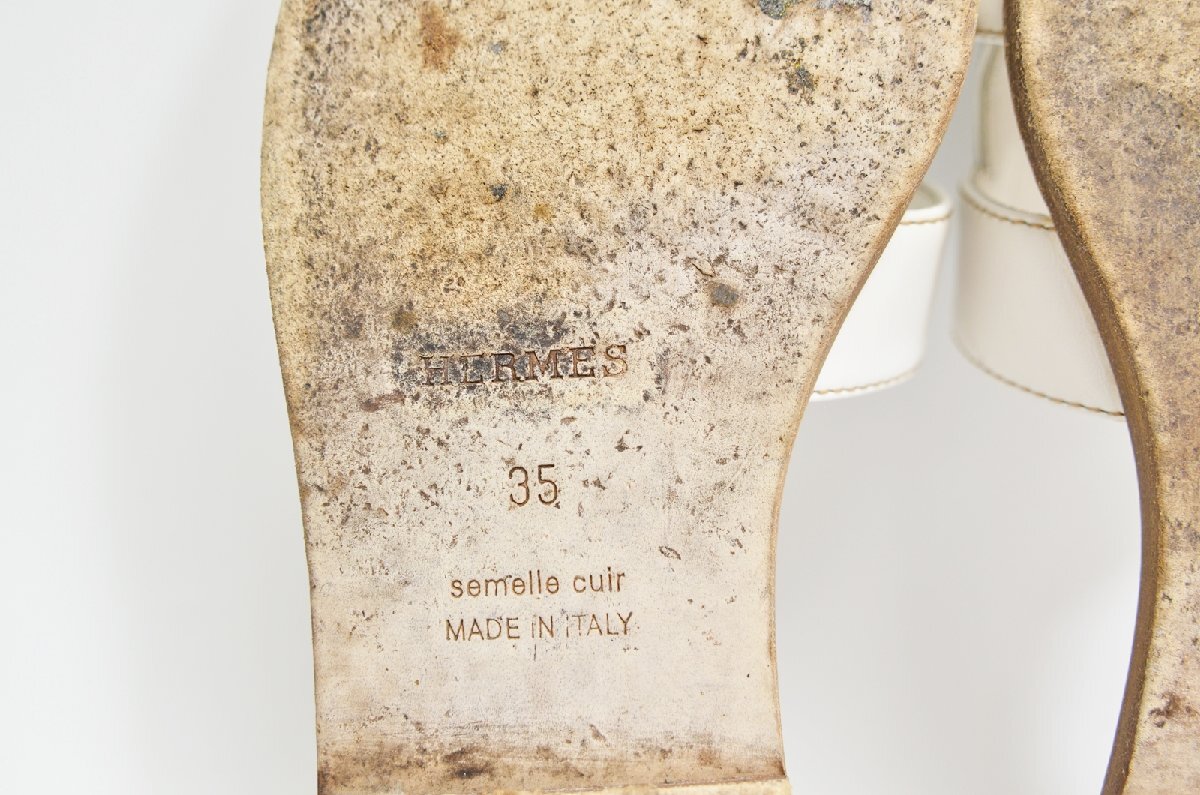 HERMES
35
semelle cuir
MADE IN ITALY